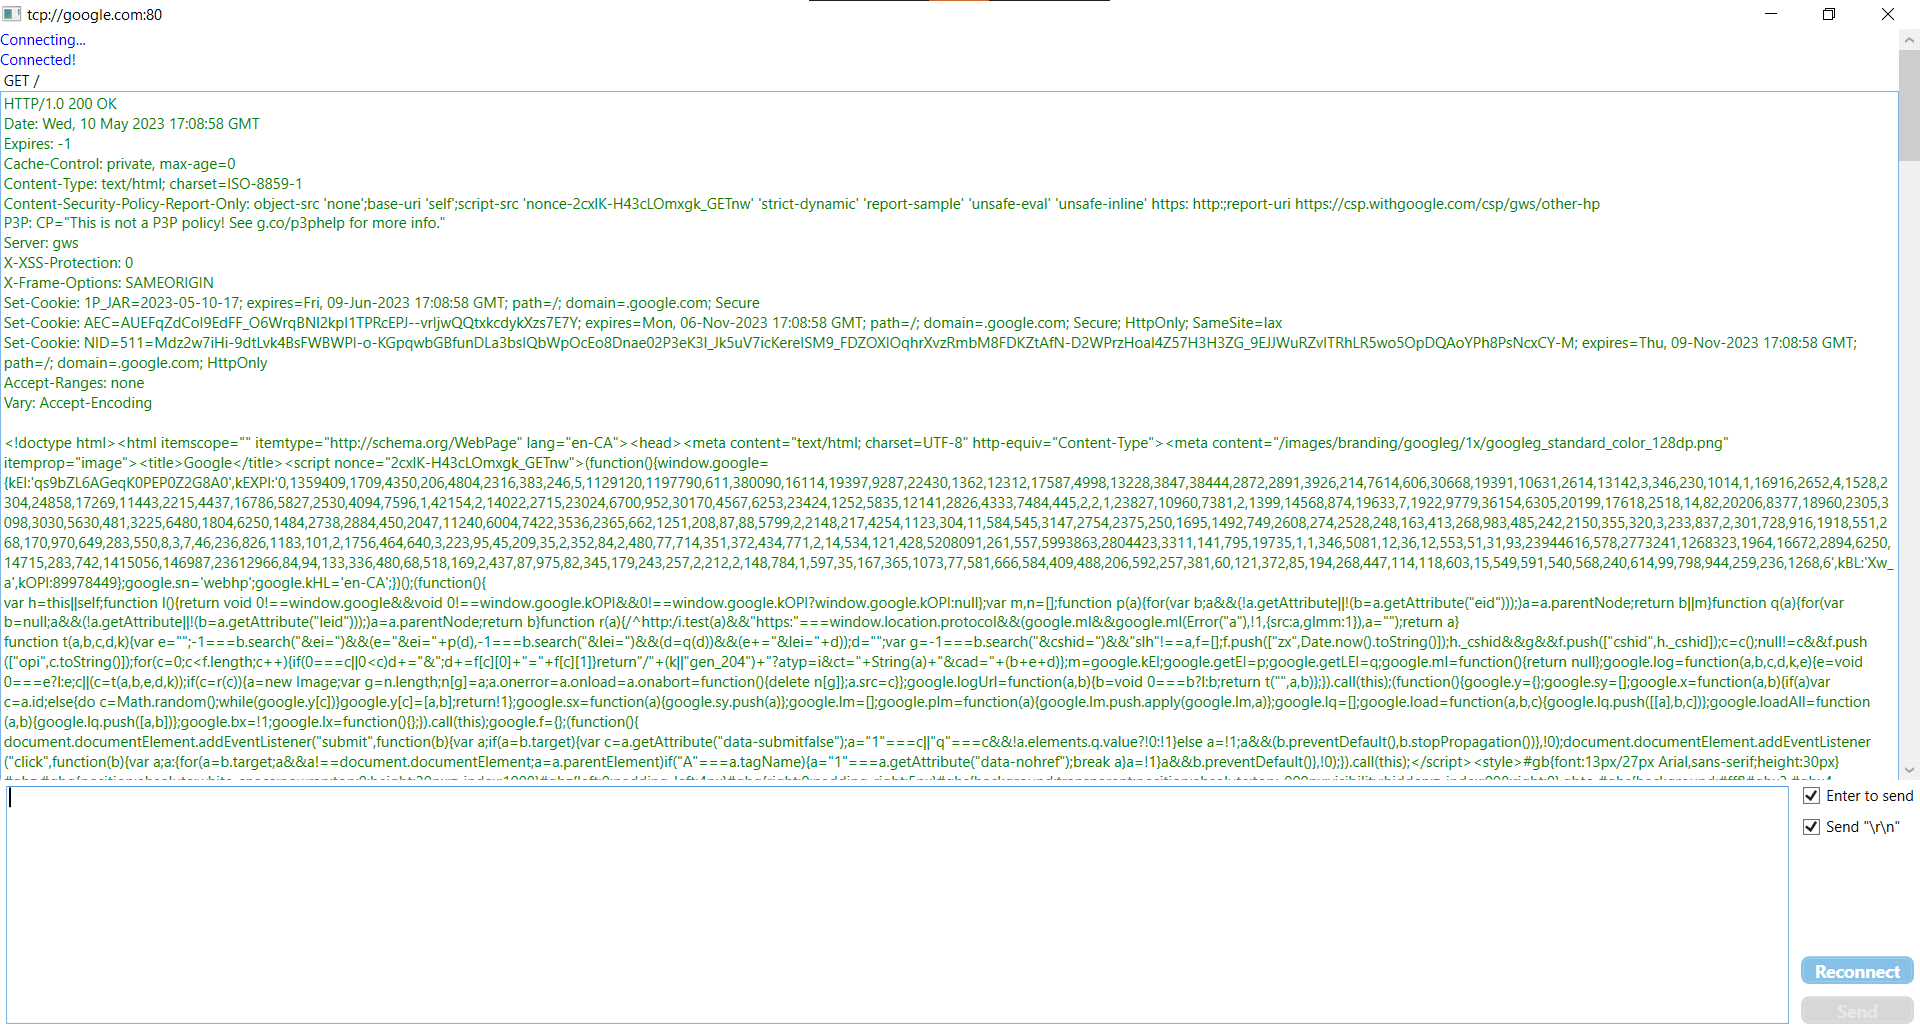 tcp://google.com:80
Connecting...
Connected!
GET /
HTTP/1.0 200 OK
Date: Wed, 10 May 2023 17:08:58 GMT
Expires: -1
Cache-Control: private, max-age=0
Content-Type: text/html; charset=ISO-8859-1
Content-Security-Policy-Report-Only: object-src 'none';base-uri 'self';script-src 'nonce-2cxlK-H43cLOmxgk_GETnw' 'strict-dynamic' 'report-sample' 'unsafe-eval' 'unsafe-inline' https: http:;report-uri https://csp.withgoogle.com/csp/gws/other-hp
P3P: CP="This is not a P3P policy! See g.co/p3phelp for more info."
Server: gws
X-XSS-Protection: 0
X-Frame-Options: SAMEORIGIN
Set-Cookie: 1P_JAR=2023-05-10-17; expires=Fri, 09-Jun-2023 17:08:58 GMT; path=/; domain=.google.com; Secure
Set-Cookie: AEC=AUEFqZdCol9EdFF_O6WrqBNI2kpI1TPRcEPJ--vrljwQQtxkcdykXzs7E7Y; expires=Mon, 06-Nov-2023 17:08:58 GMT; path=/; domain=.google.com; Secure; HttpOnly; SameSite=lax
Set-Cookie: NID=511=Mdz2w7iHi-9dtLvk4BsFWBWPl-o-KGpqwbGBfunDLa3bslQbWpOcEo8Dnae02P3eK3I_Jk5uV7icKereISM9_FDZOXlOqhrXvzRmbM8FDKZtAfN-D2WPrzHoal4Z57H3H3ZG_9EJJWuRZvlTRhLR5wo5OpDQAoYPh8PsNcxCY-M; expires=Thu, 09-Nov-2023 17:08:58 GMT;
path=/; domain=.google.com; HttpOnly
Accept-Ranges: none
Vary: Accept-Encoding
<!doctype html><html itemscope="" itemtype="http://schema.org/WebPage" lang="en-CA"><head><meta content="text/html; charset=UTF-8" http-equiv="Content-Type"><meta content="/images/branding/googleg/1x/googleg_standard_color_128dp.png"
itemprop="image"><title>Google</title><script nonce="2cxlK-H43cLOmxgk_GETnw">(function(){window.google=
{kEI:'qs9bZL6AGeqK0PEP0Z2G8A0',kEXPI:'0,1359409,1709,4350,206,4804,2316,383,246,5,1129120,1197790,611,380090,16114,19397,9287,22430,1362,12312,17587,4998,13228,3847,38444,2872,2891,3926,214,7614,606,30668,19391,10631,2614,13142,3,346,230,1014,1,16916,2652,4,1528,2
304,24858,17269,11443,2215,4437,16786,5827,2530,4094,7596,1,42154,2,14022,2715,23024,6700,952,30170,4567,6253,23424,1252,5835,12141,2826,4333,7484,445,2,2,1,23827,10960,7381,2,1399,14568,874,19633,7,1922,9779,36154,6305,20199,17618,2518,14,82,20206,8377,18960,2305,3
098,3030,5630,481,3225,6480,1804,6250,1484,2738,2884,450,2047,11240,6004,7422,3536,2365,662,1251,208,87,88,5799,2,2148,217,4254,1123,304,11,584,545,3147,2754,2375,250,1695,1492,749,2608,274,2528,248,163,413,268,983,485,242,2150,355,320,3,233,837,2,301,728,916,1918,551,2
68,170,970,649,283,550,8,3,7,46,236,826,1183,101,2,1756,464,640,3,223,95,45,209,35,2,352,84,2,480,77,714,351,372,434,771,2,14,534,121,428,5208091,261,557,5993863,2804423,3311,141,795,19735,1,1,346,5081,12,36,12,553,51,31,93,23944616,578,2773241,1268323,1964,16672,2894,6250,
14715,283,742,1415056,146987,23612966,84,94,133,336,480,68,518,169,2,437,87,975,82,345,179,243,257,2,212,2,148,784,1,597,35,167,365,1073,77,581,666,584,409,488,206,592,257,381,60,121,372,85,194,268,447,114,118,603,15,549,591,540,568,240,614,99,798,944,259,236,1268,6',kBL:'Xw_
a',kOPI:89978449};google.sn='webhp';google.kHL='en-CA';})();(function(){
var h=this||self;function l(){return void 0!==window.google&&void 0!==window.google.kOPI&&0!==window.google.kOPI?window.google.kOPI:null};var m,n=[];function p(a){for(var b;a&&(!a.getAttribute||!(b=a.getAttribute("eid")));)a=a.parentNode;return b||m}function q(a){for(var
b=null;a&&(!a.getAttribute||!(b=a.getAttribute("leid")));)a=a.parentNode;return b}function r(a){/^http:/i.test(a)&&"https:"===window.location.protocol&&(google.ml&&google.ml(Error("a"),!1,{src:a,glmm:1}),a="");return a}
function t(a,b,c,d,k){var e="";-1===b.search("&ei=")&&(e="&ei="+p(d),-1===b.search("&lei=")&&(d=q(d))&&(e+="&lei="+d));d="";var g=-1===b.search("&cshid=")&&"slh"!==a,f=[];f.push(["zx",Date.now().toString()]);h._cshid&&g&&f.push(["cshid",h._cshid]);c=c();null!=c&&f.push
(["opi",c.toString()]);for(c=0;c<f.length;c++){if(0===c||0<c)d+="&";d+=f[c][0]+"="+f[c][1]}return"/"+(k||"gen_204")+"?atyp=i&ct="+String(a)+"&cad="+(b+e+d)};m=google.kEI;google.getEI=p;google.getLEI=q;google.ml=function(){return null};google.log=function(a,b,c,d,k,e){e=void
0===e?l:e;c||(c=t(a,b,e,d,k));if(c=r(c)){a=new Image;var g=n.length;n[g]=a;a.onerror=a.onload=a.onabort=function(){delete n[g]};a.src=c}};google.logUrl=function(a,b){b=void 0===b?l:b;return t("",a,b)};}).call(this);(function(){google.y={};google.sy=[];google.x=function(a,b){if(a)var
c=a.id;else{do c=Math.random();while(google.y[c])}google.y[c]=[a,b];return!1};google.sx=function(a){google.sy.push(a)};google.lm=[];google.plm=function(a){google.lm.push.apply(google.lm,a)};google.lq=[];google.load=function(a,b,c){google.lq.push([[a],b,c])};google.loadAll=function
(a,b){google.lq.push([a,b])};google.bx=!1;google.lx=function(){};}).call(this);google.f={};(function(){
document.documentElement.addEventListener("submit",function(b){var a;if(a=b.target){var c=a.getAttribute("data-submitfalse");a="1"===c||"q"===c&&!a.elements.q.value?!0:!1}else a=!1;a&&(b.preventDefault(),b.stopPropagation())},!0);document.documentElement.addEventListener
("click",function(b){var a;a:{for(a=b.target;a&&a!==document.documentElement;a=a.parentElement)if("A"===a.tagName){a="1"===a.getAttribute("data-nohref");break a}a=!1}a&&b.preventDefault()},!0);}).call(this);</script><style>#gb{font:13px/27px Arial,sans-serif;height:30px}
Enter to send
Send "\r\n"
Reconnect
Send